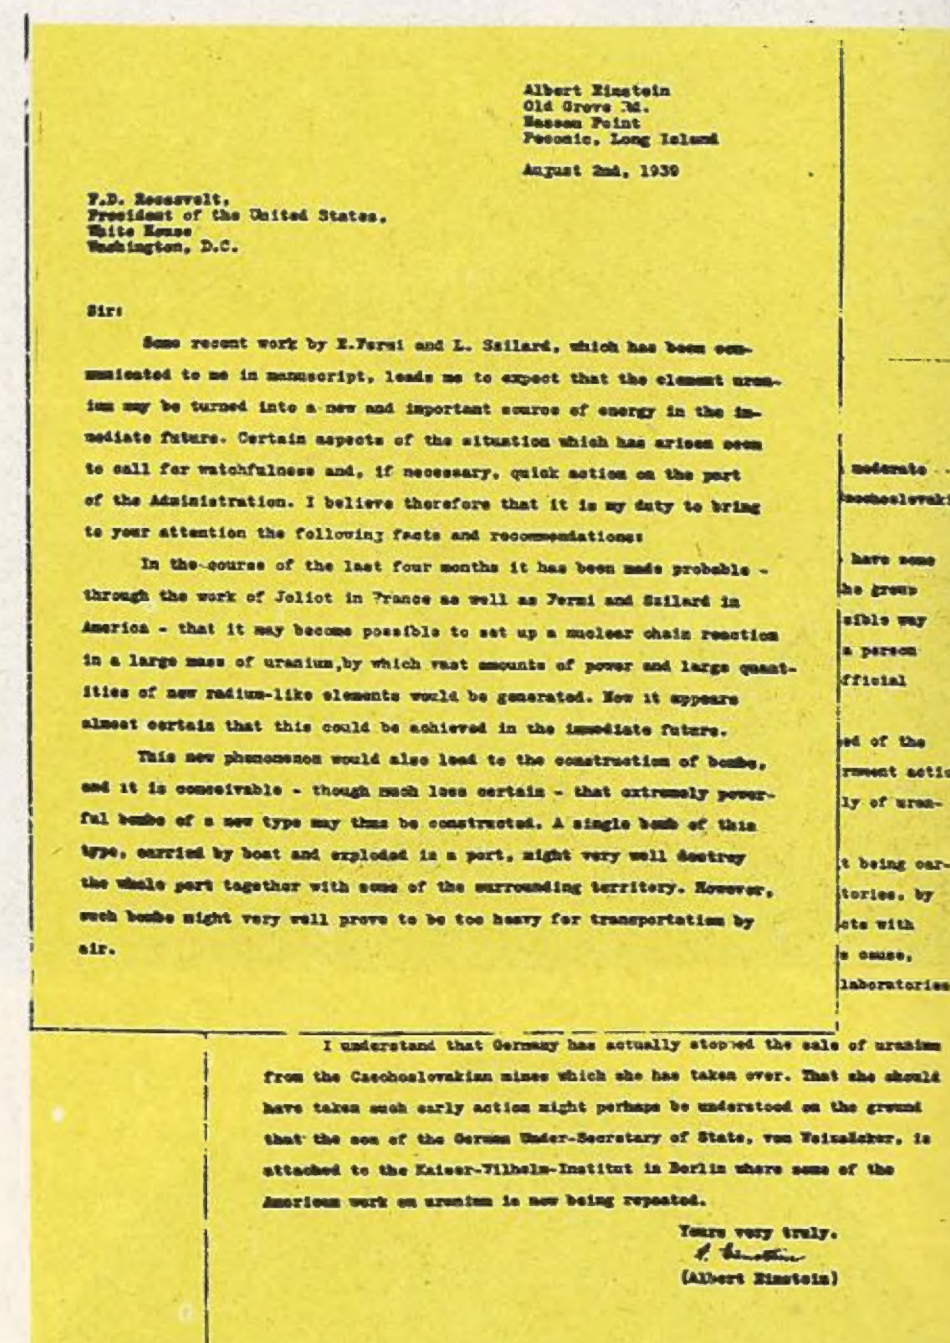 Albert Einstein
Old Grove Rd.
Nassau Point
Peconic, Long Island
August 2nd, 1939
F.D. Roosevelt,
President of the United States,
White House
Washington, D.C.
Sir:
Some recent work by E.Fermi and L. Szilard, which has been com-
municated to me in manuscript, leads me to expect that the element uran-
ium may be turned into a new and important source of energy in the im-
mediate future. Certain aspects of the situation which has arisen seem
to call for watchfulness and, if necessary, quick action on the part
of the Administration. I believe therefore that it is my duty to bring
to your attention the following facts and recommendations:
In the course of the last four months it has been made probable -
through the work of Joliot in France as well as Fermi and Szilard in
America - that it may become possible to set up a nuclear chain reaction
in a large mass of uranium,by which vast amounts of power and large quant-
ities of new radium-like elements would be generated. Now it appears
almost certain that this could be achieved in the immediate future.
This new phenomenon would also lead to the construction of bombs,
and it is conceivable - though much less certain - that extremely power-
ful bombs of a new type may thus be constructed. A single bomb of this
type, carried by boat and exploded in a port, might very well destroy
the whole port together with some of the surrounding territory. However,
such bombs might very well prove to be too heavy for transportation by
air.
moderate
Czechoslovaki
have some
he group
sible way
a person
fficial
ed of the
rnment actio
ly of uran-
t being car-
tories, by
cts with
s cause,
laboratories
I understand that Germany has actually stopped the sale of uranium
from the Czechoslovakian mines which she has taken over. That she should
have taken such early action might perhaps be understood on the ground
that the son of the German Under-Secretary of State, von Weizsäcker, is
attached to the Kaiser-Wilhelm-Institut in Berlin where some of the
American work on uranium is now being repeated.
Yours very truly,
A. Einstein
(Albert Einstein)